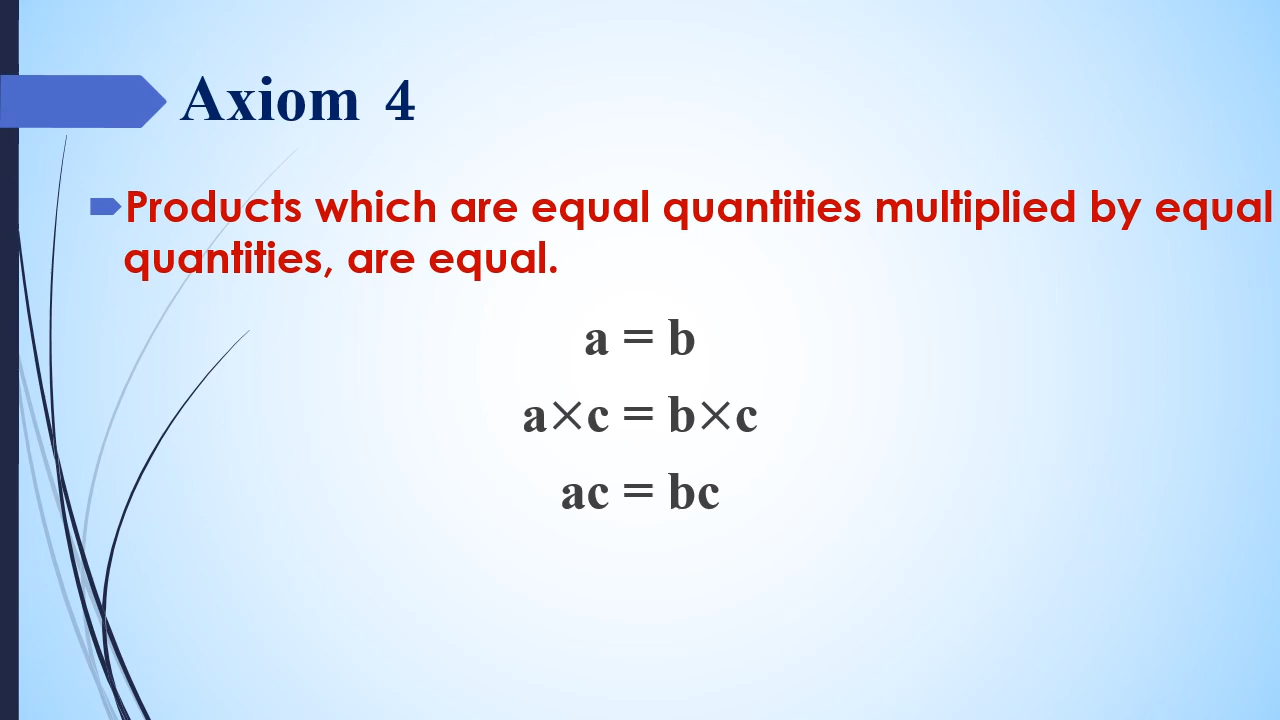 Axiom 4
Products which are equal quantities multiplied by equal
quantities, are equal.
a = b
a×c = b×c
ac = bc